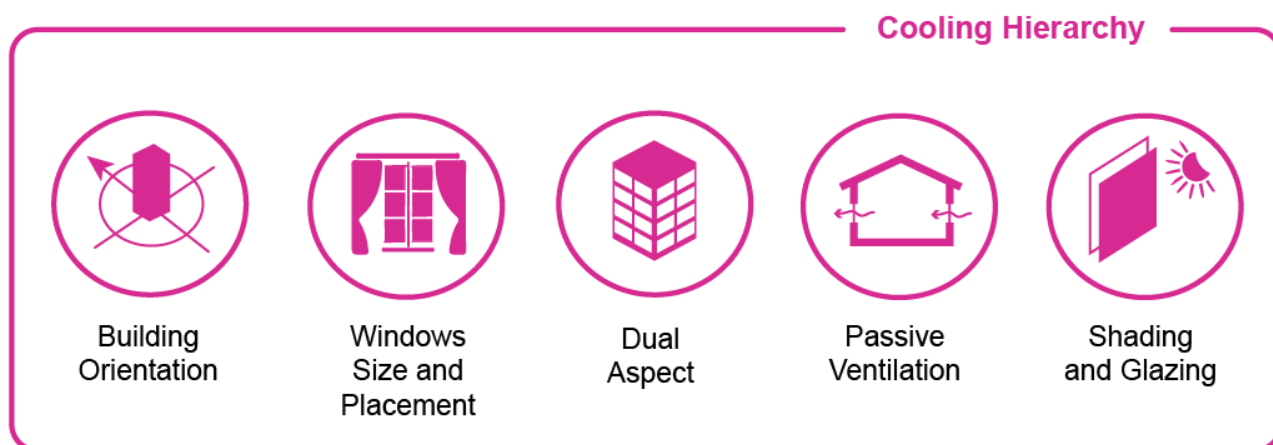 Cooling Hierarchy
Building
Orientation
Windows
Size and
Placement
Dual
Aspect
Passive
Ventilation
Shading
and Glazing